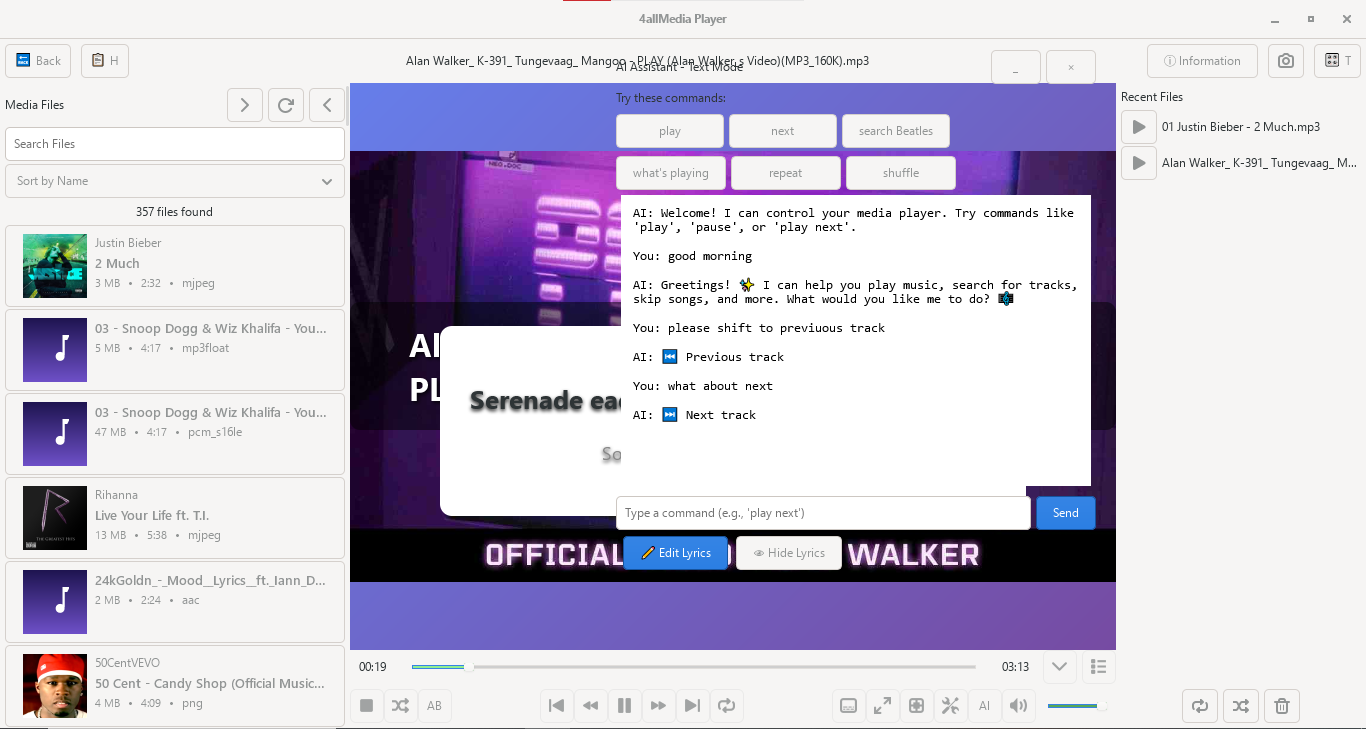 4allMedia Player
Back
H
Alan Walker_ K-391_ Tungevaag_ Mangoo - PLAY (Alan Walker_s Video)(MP3_160K).mp3
AI Assistant - Text Mode
Information
T
Media Files
Search Files
Sort by Name
357 files found
Justin Bieber
2 Much
3 MB • 2:32 • mjpeg
03 - Snoop Dogg & Wiz Khalifa - You...
5 MB • 4:17 • mp3float
03 - Snoop Dogg & Wiz Khalifa - You...
47 MB • 4:17 • pcm_s16le
Rihanna
Live Your Life ft. T.I.
13 MB • 5:38 • mjpeg
24kGoldn_-_Mood__Lyrics__ft._Iann_D...
2 MB • 2:24 • aac
50CentVEVO
50 Cent - Candy Shop (Official Music...
4 MB • 4:09 • png
Try these commands:
play
next
search Beatles
what's playing
repeat
shuffle
AI: Welcome! I can control your media player. Try commands like
'play', 'pause', or 'play next'.
You: good morning
AI: Greetings! ✨ I can help you play music, search for tracks,
skip songs, and more. What would you like me to do? 🎼
You: please shift to previuous track
AI: ⏮ Previous track
You: what about next
AI: ⏭ Next track
Al
PL
Serenade ea
So
Type a command (e.g., 'play next')
Send
Edit Lyrics
Hide Lyrics
OFFICIAL
WALKER
00:19
03:13
AB
AI
Recent Files
01 Justin Bieber - 2 Much.mp3
Alan Walker_ K-391_ Tungevaag_ M...